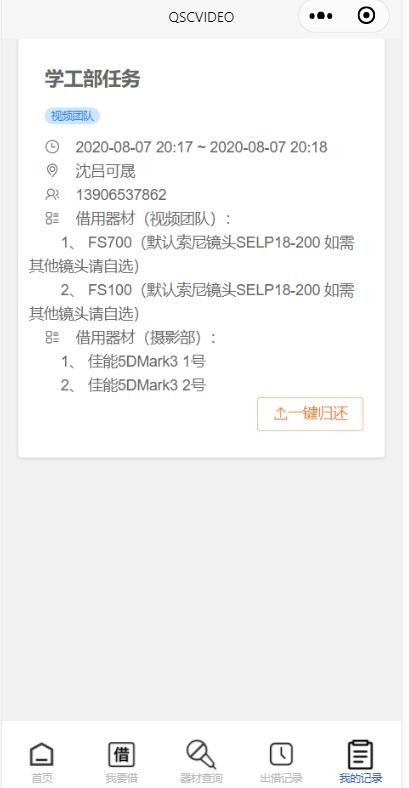 QSCVIDEO
学工部任务
视频团队
2020-08-07 20:17 ~ 2020-08-07 20:18
沈吕可晟
13906537862
借用器材（视频团队）：
1、 FS700（默认索尼镜头SELP18-200 如需
其他镜头请自选）
2、 FS100（默认索尼镜头SELP18-200 如需
其他镜头请自选）
借用器材（摄影部）：
1、 佳能5DMark3 1号
2、 佳能5DMark3 2号
一键归还
借
首页 我要借 器材查询 出借记录 我的记录